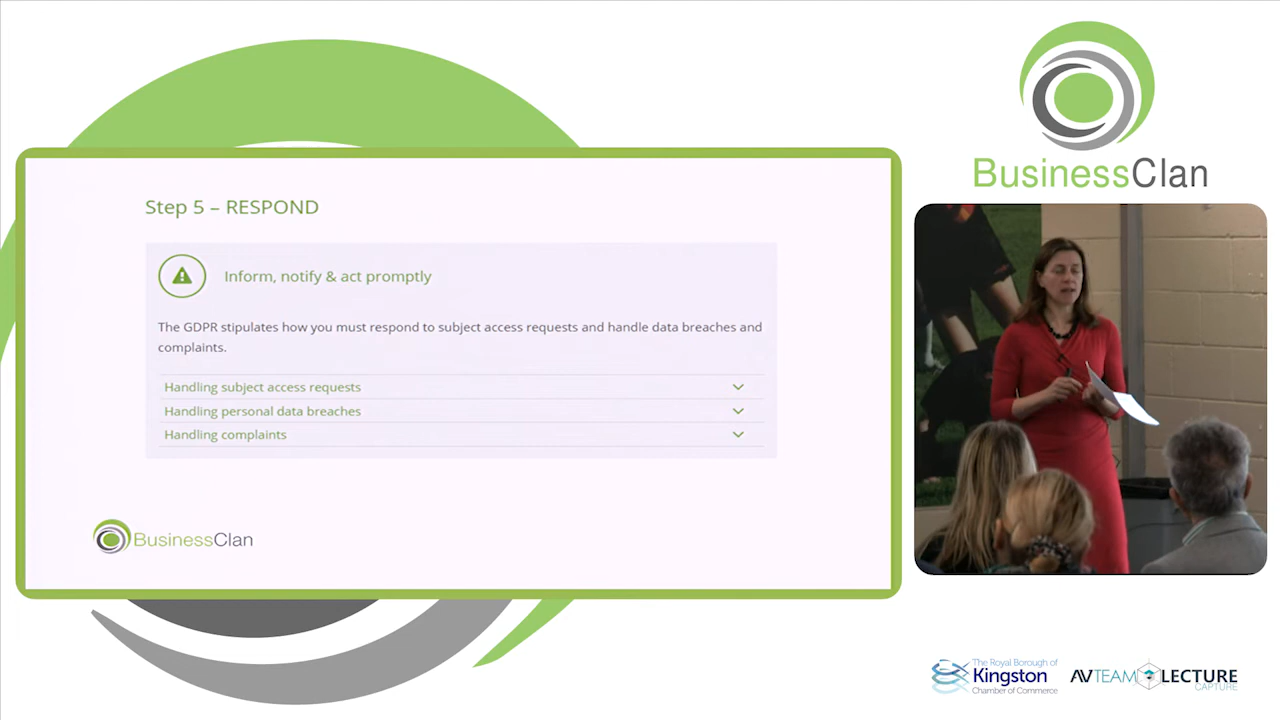 Step 5 – RESPOND
Inform, notify & act promptly
The GDPR stipulates how you must respond to subject access requests and handle data breaches and
complaints.
Handling subject access requests
Handling personal data breaches
Handling complaints
BusinessClan
BusinessClan
The Royal Borough of
Kingston
Chamber of Commerce
AVTEAM LECTURE
CAPTURE